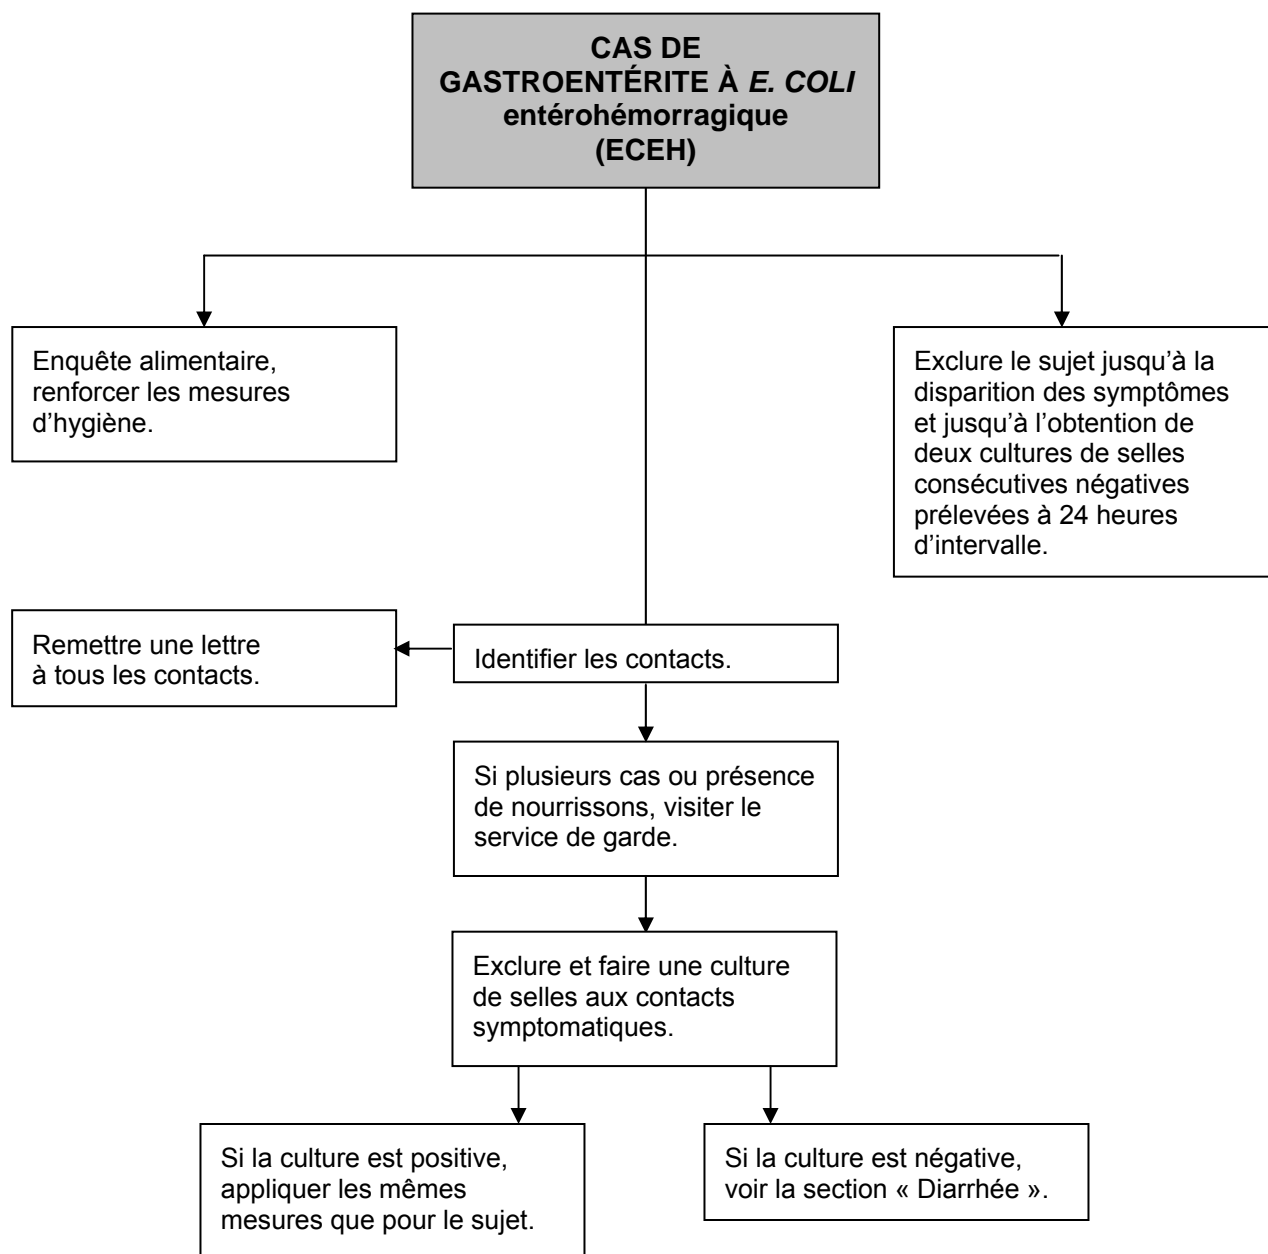 CAS DE
GASTROENTÉRITE À E. COLI
entérohémorragique
(ECEH)
Enquête alimentaire,
renforcer les mesures
d’hygiène.
Exclure le sujet jusqu’à la
disparition des symptômes
et jusqu’à l’obtention de
deux cultures de selles
consécutives négatives
prélevées à 24 heures
d’intervalle.
Remettre une lettre
à tous les contacts.
Identifier les contacts.
Si plusieurs cas ou présence
de nourrissons, visiter le
service de garde.
Exclure et faire une culture
de selles aux contacts
symptomatiques.
Si la culture est positive,
appliquer les mêmes
mesures que pour le sujet.
Si la culture est négative,
voir la section « Diarrhée ».